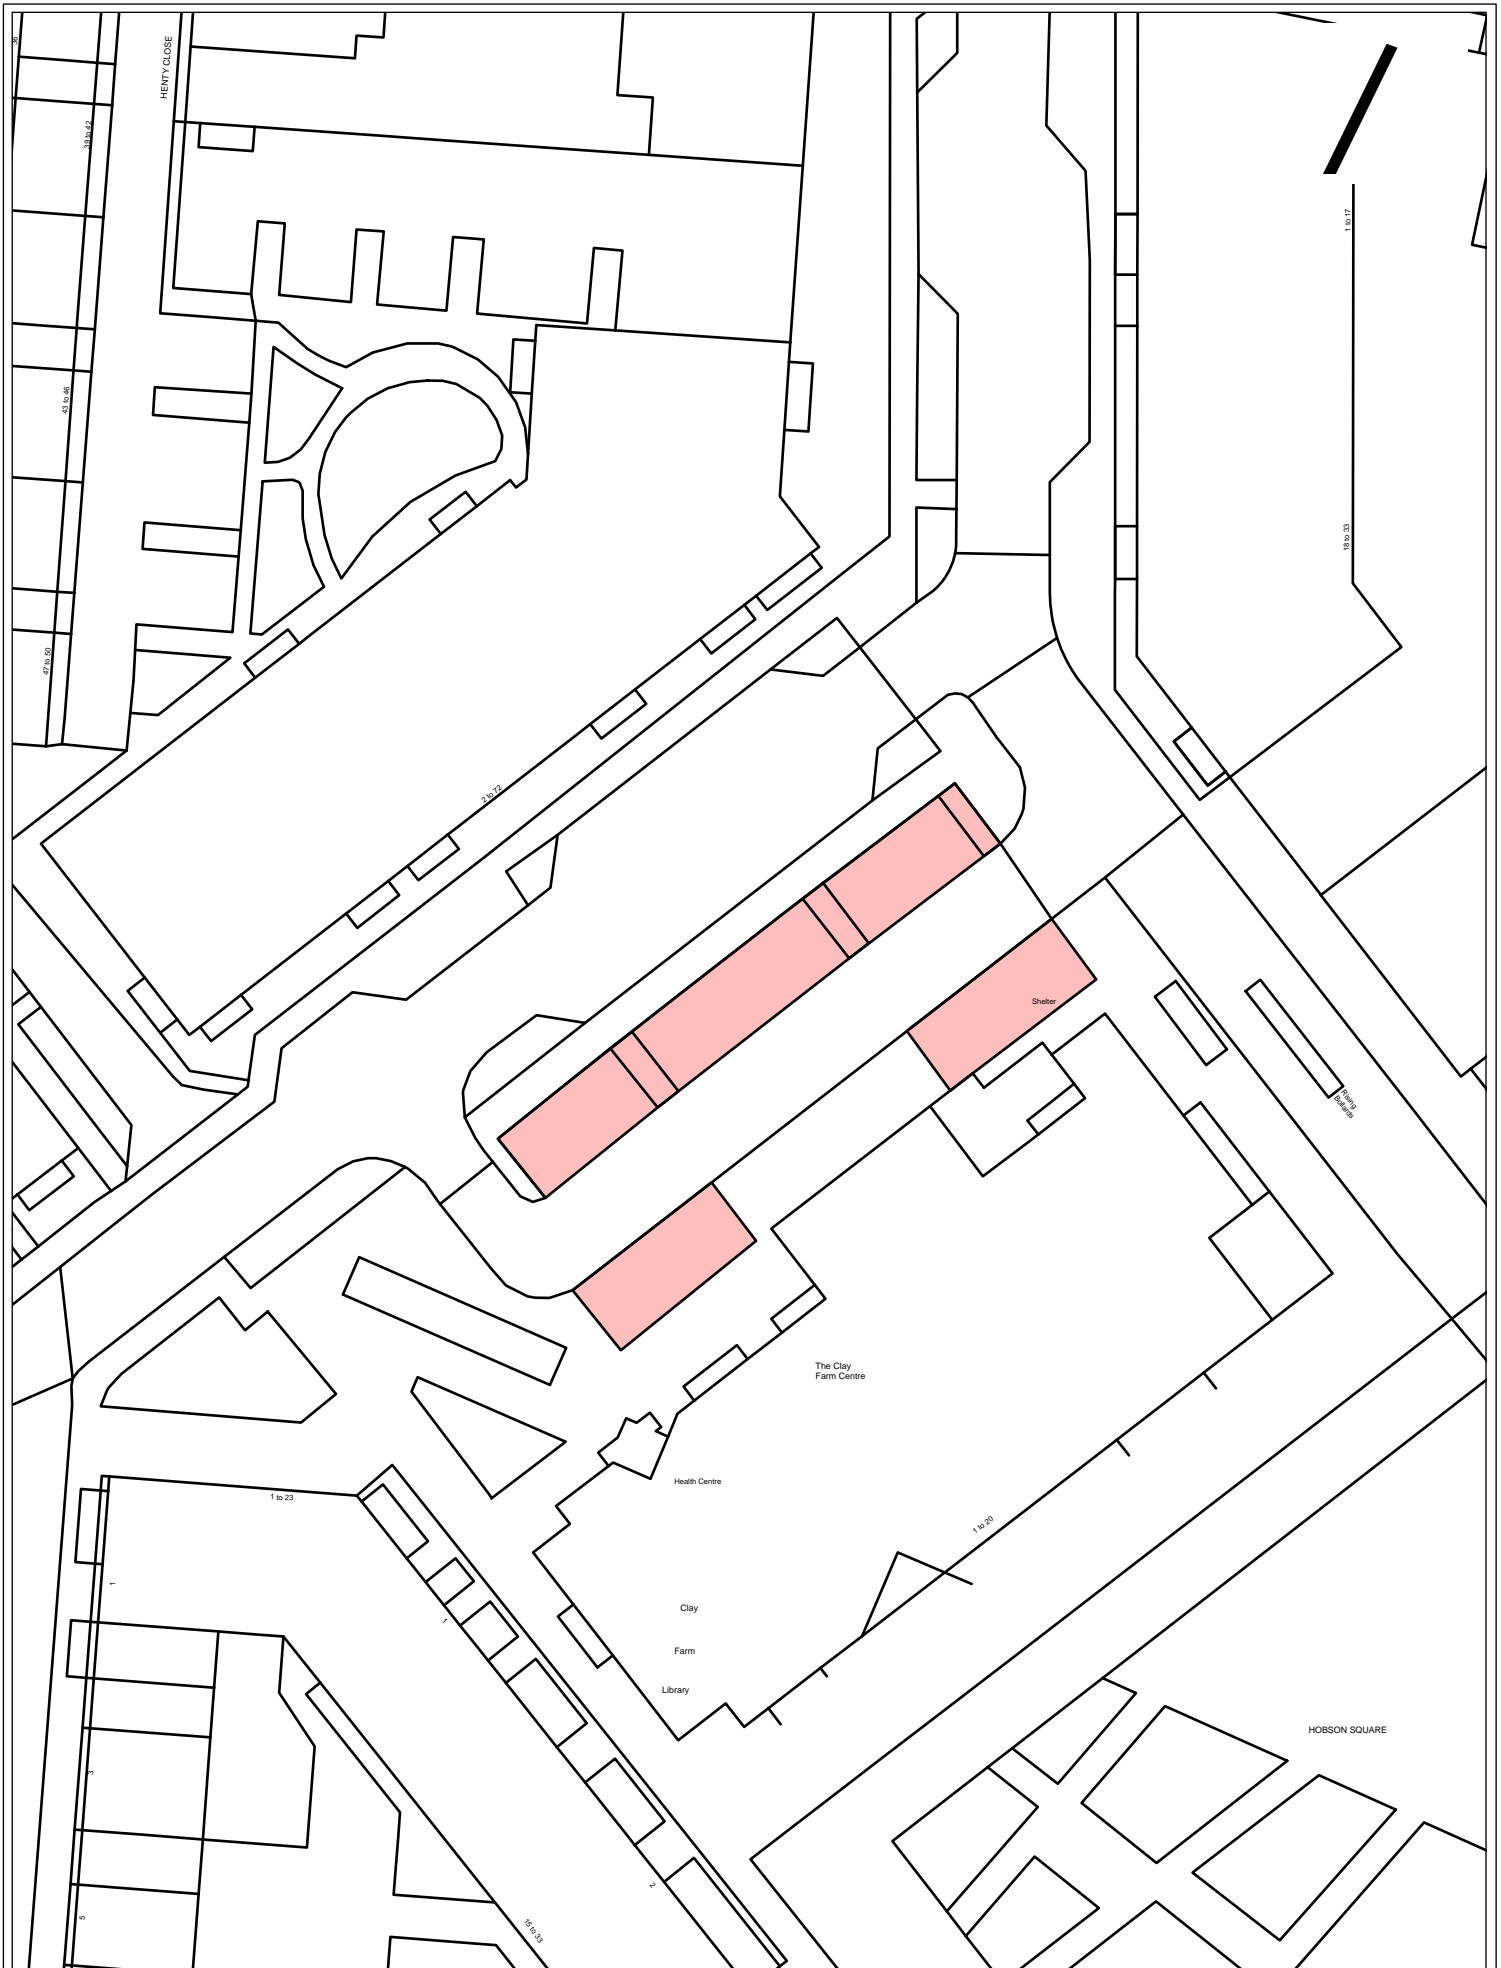 36
HENTY CLOSE
39 to 42
1 to 17
43 to 46
18 to 33
47 to 50
2 to 72
Shelter
Rising
Bollards
The Clay
Farm Centre
Health Centre
1 to 23
1 to 20
1
Clay
1
Farm
Library
HOBSON SQUARE
3
2
5
15 to 33